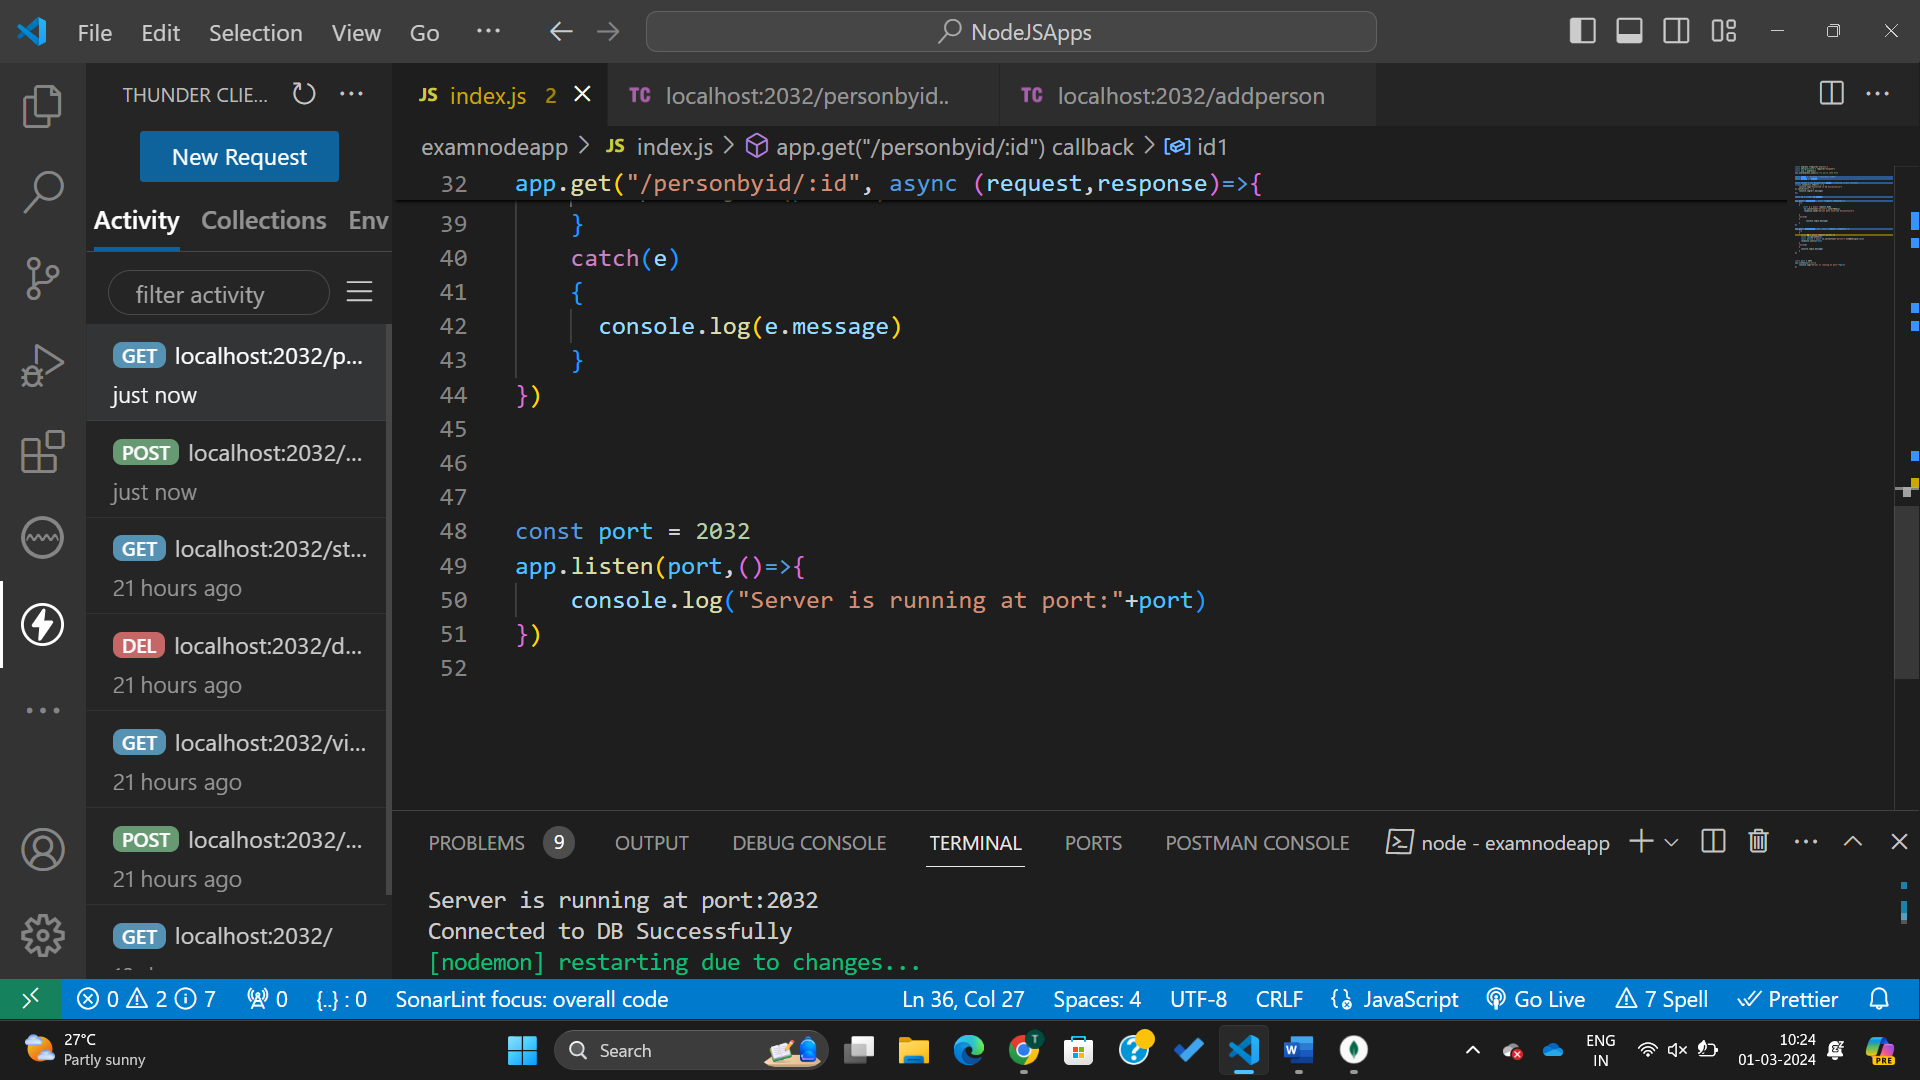 File Edit Selection View Go ···
NodeJSApps
THUNDER CLIE...
New Request
Activity Collections Env
filter activity
GET localhost:2032/p...
just now
POST localhost:2032/...
just now
GET localhost:2032/st...
21 hours ago
DEL localhost:2032/d...
21 hours ago
GET localhost:2032/vi...
21 hours ago
POST localhost:2032/...
21 hours ago
GET localhost:2032/
JS index.js 2
TC localhost:2032/personbyid..
TC localhost:2032/addperson
examnodeapp > JS index.js > app.get("/personbyid/:id") callback > id1
32 app.get("/personbyid/:id", async (request,response)=>{
39 }
40 catch(e)
41 {
42 console.log(e.message)
43 }
44 })
45
46
47
48 const port = 2032
49 app.listen(port,()=>{
50 console.log("Server is running at port:"+port)
51 })
52
PROBLEMS 9 OUTPUT DEBUG CONSOLE TERMINAL PORTS POSTMAN CONSOLE node - examnodeapp
Server is running at port:2032
Connected to DB Successfully
[nodemon] restarting due to changes...
0 2 7 0 {..} : 0 SonarLint focus: overall code Ln 36, Col 27 Spaces: 4 UTF-8 CRLF JavaScript Go Live 7 Spell Prettier
27°C
Partly sunny
Search
T
W
ENG
IN
10:24
01-03-2024
PRE